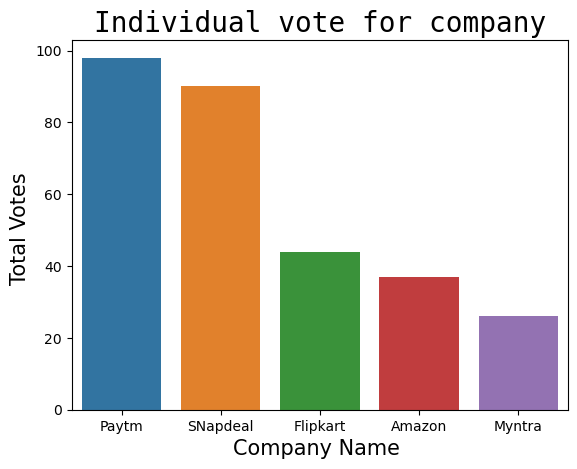 Individual vote for company
100
80
60
40
20
0
Total Votes
Paytm SNapdeal Flipkart Amazon Myntra
Company Name